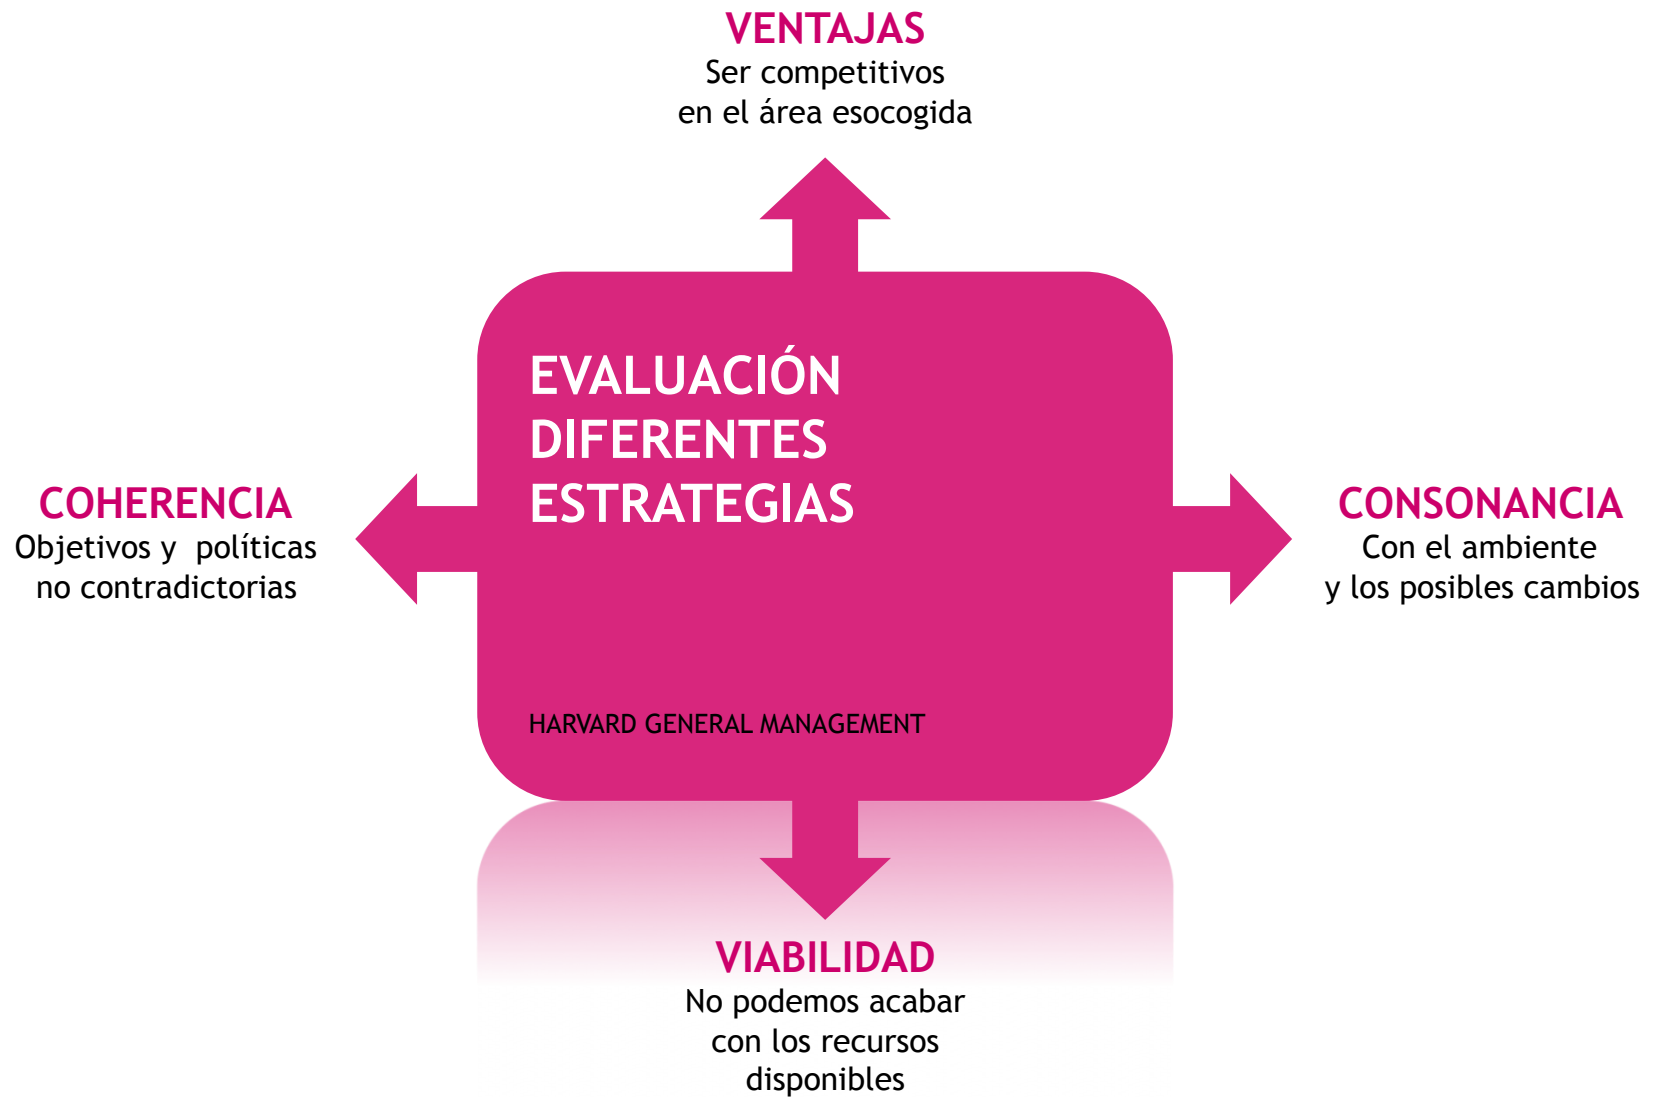 VENTAJAS
Ser competitivos
en el área esocogida
EVALUACIÓN
DIFERENTES
ESTRATEGIAS
HARVARD GENERAL MANAGEMENT
COHERENCIA
Objetivos y  políticas
no contradictorias
CONSONANCIA
Con el ambiente
y los posibles cambios
VIABILIDAD
No podemos acabar
con los recursos
disponibles